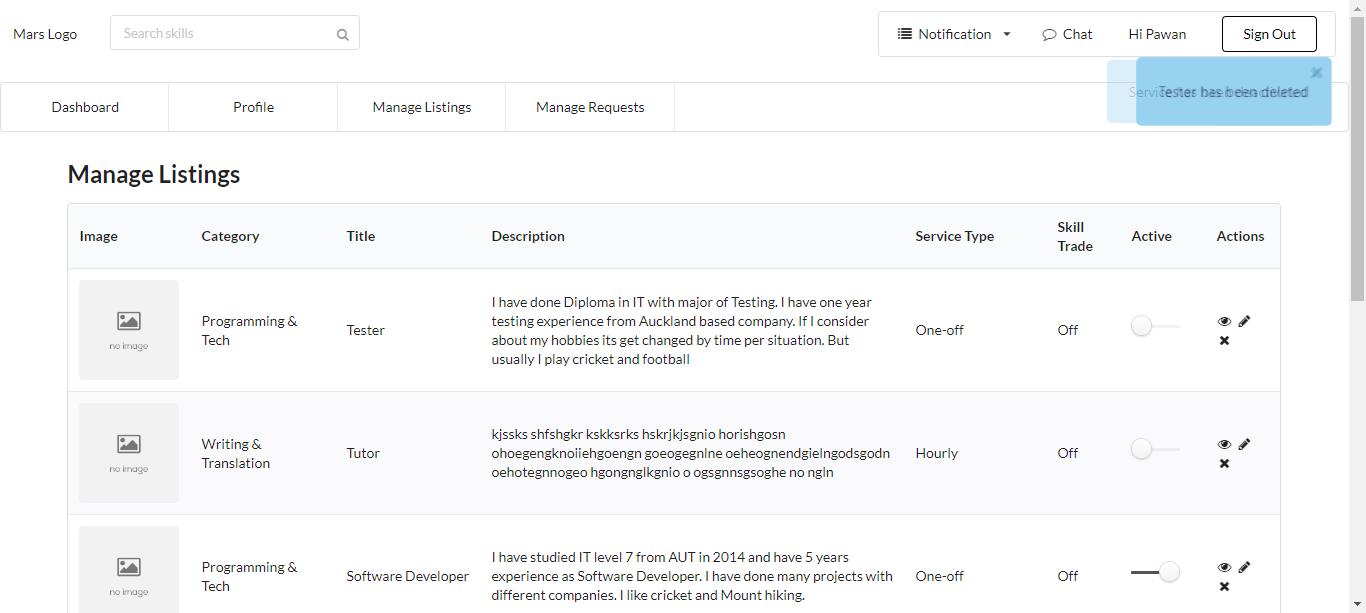 Mars Logo
Search skills
Notification
Chat
Hi Pawan
Sign Out
Tester has been deleted
Dashboard
Profile
Manage Listings
Manage Requests
Manage Listings
Image
Category
Title
Description
Service Type
Skill
Trade
Active
Actions
no image
Programming &
Tech
Tester
I have done Diploma in IT with major of Testing. I have one year
testing experience from Auckland based company. If I consider
about my hobbies its get changed by time per situation. But
usually I play cricket and football
One-off
Off
no image
Writing &
Translation
Tutor
kjssks shfshgkr kskksrks hskrjkjsgnio horishgosn
ohoegengknoiiehgoengn goeogegnlne oeheognendgielngodsgodn
oehotegnnogeo hgongnglkgnio o ogsgnnsgsoghe no ngln
Hourly
Off
no image
Programming &
Tech
Software Developer
I have studied IT level 7 from AUT in 2014 and have 5 years
experience as Software Developer. I have done many projects with
different companies. I like cricket and Mount hiking.
One-off
Off